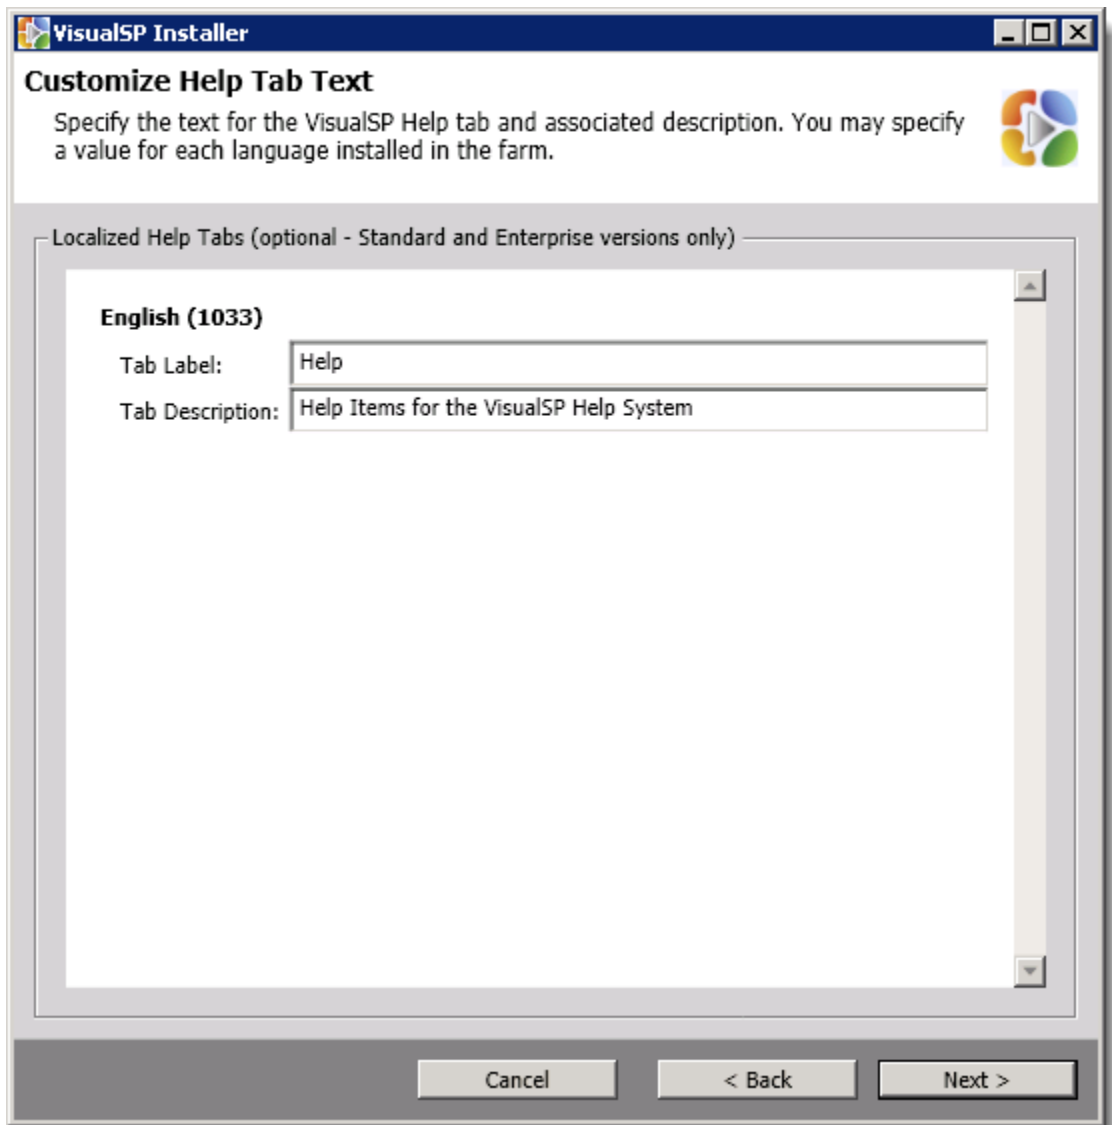 VisualSP Installer
Customize Help Tab Text
Specify the text for the VisualSP Help tab and associated description. You may specify
a value for each language installed in the farm.
Localized Help Tabs (optional - Standard and Enterprise versions only)
English (1033)
Tab Label: Help
Tab Description: Help Items for the VisualSP Help System
Cancel < Back Next >